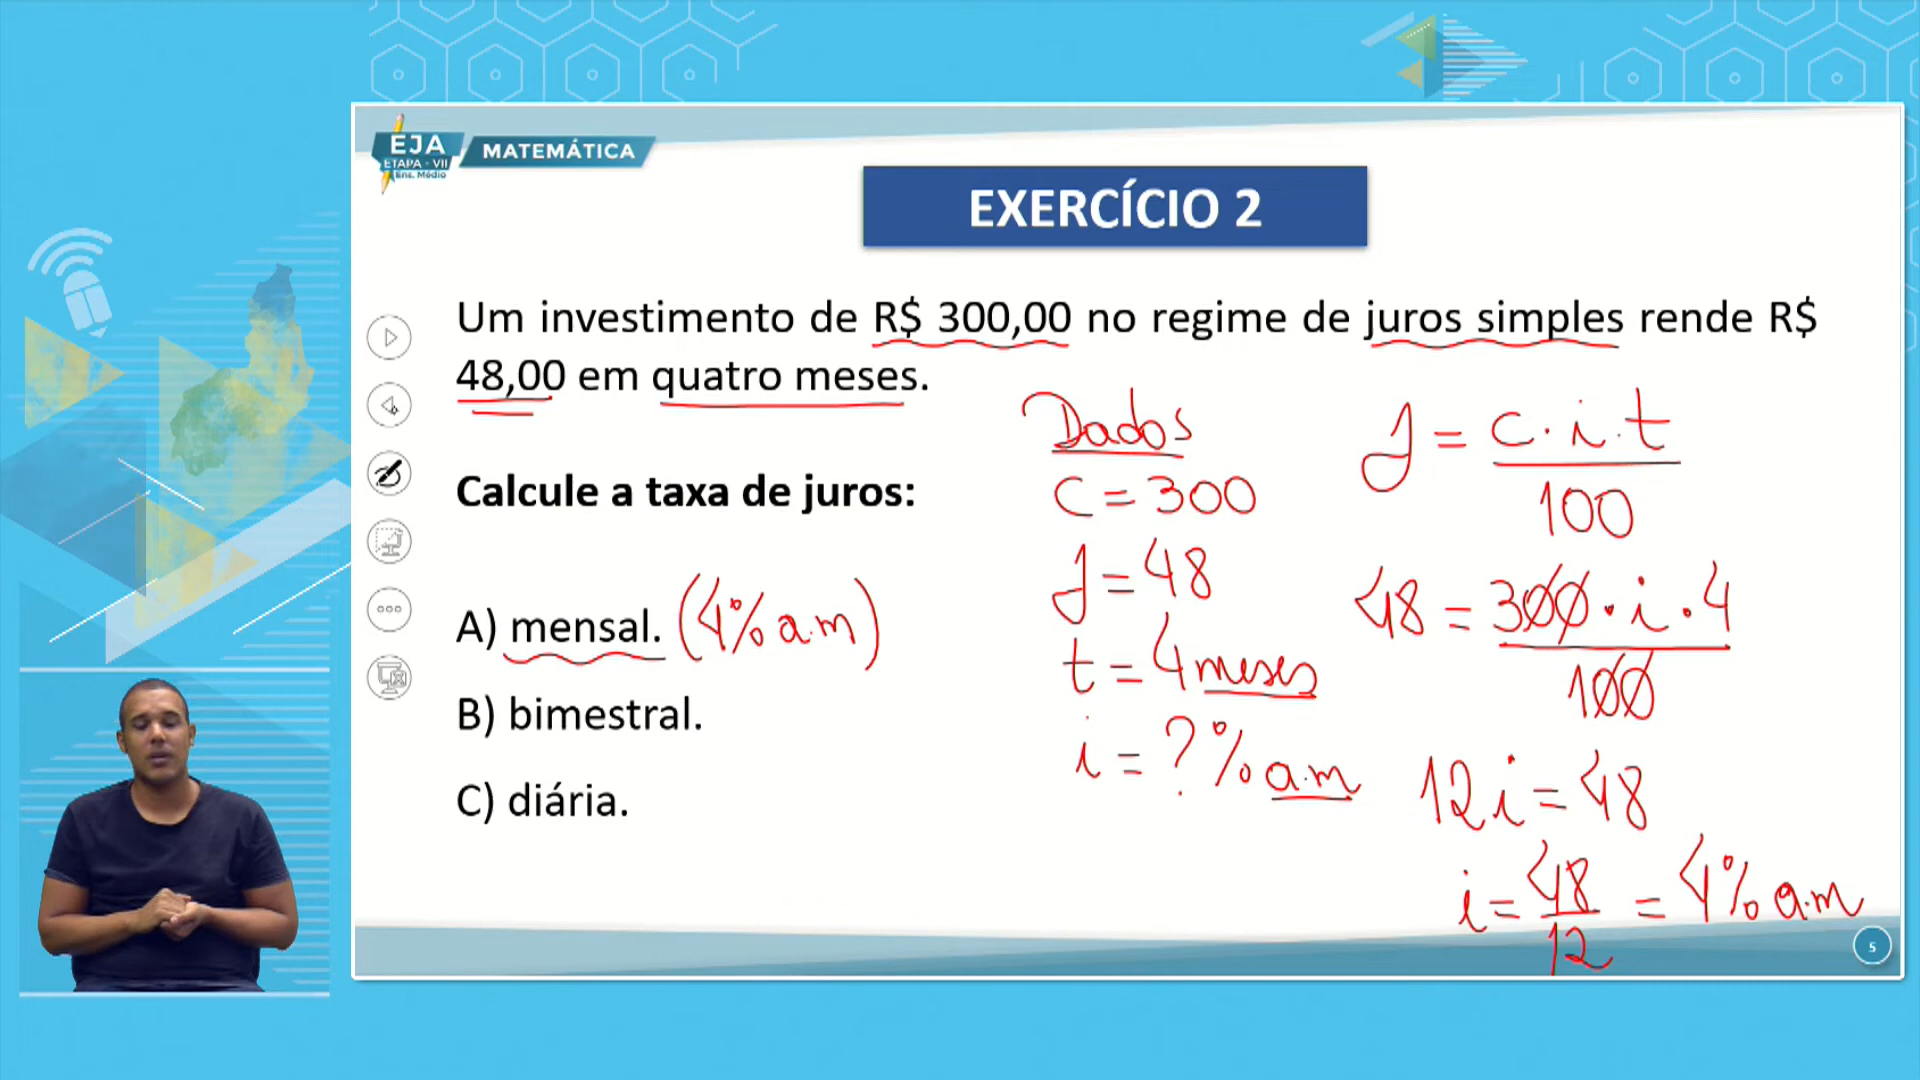 EJA
ETAPA - VII
Ens. Médio
MATEMÁTICA
EXERCÍCIO 2
Um investimento de R$ 300,00 no regime de juros simples rende R$
48,00 em quatro meses.
Calcule a taxa de juros:
A) mensal. (4% a.m)
B) bimestral.
C) diária.
Dados
C = 300
J = 48
t = 4 meses
i = ? % a.m
J = c . i . t
100
48 = 300 . i . 4
100
12i = 48
i = 48 = 4% a.m
12
5